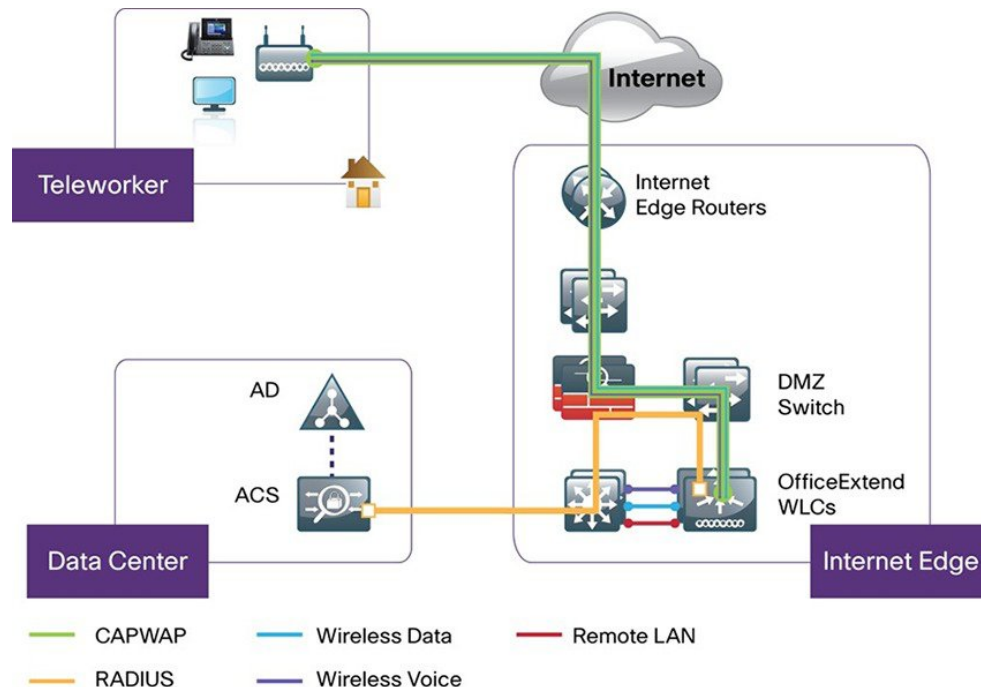 Internet
Teleworker
Internet
Edge Routers
AD
DMZ
Switch
ACS
OfficeExtend
WLCs
Data Center
Internet Edge
CAPWAP
Wireless Data
Remote LAN
RADIUS
Wireless Voice